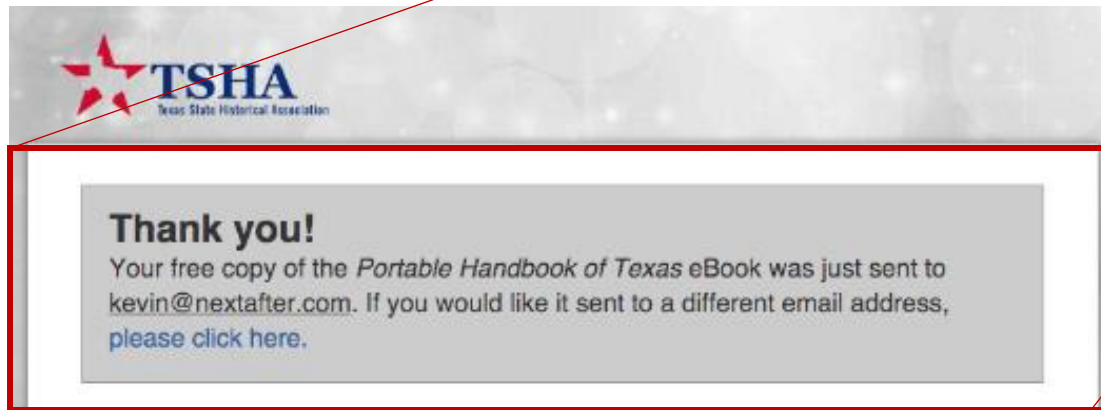 TSHA
Texas State Historical Association
Thank you!
Your free copy of the Portable Handbook of Texas eBook was just sent to
kevin@nextafter.com. If you would like it sent to a different email address,
please click here.